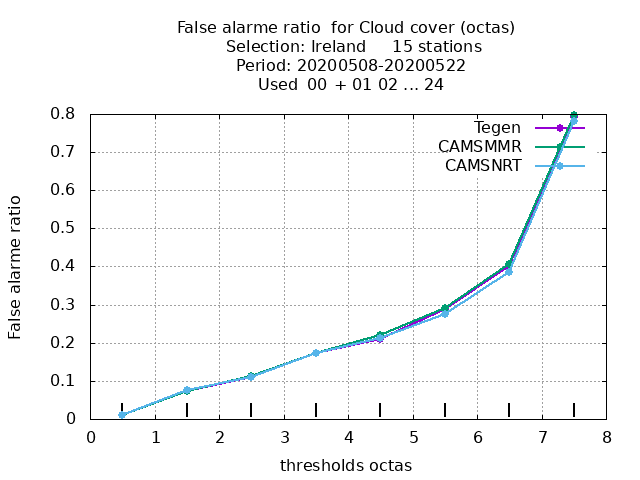 False alarme ratio  for Cloud cover (octas)
Selection: Ireland     15 stations
Period: 20200508-20200522
Used  00  + 01 02 ... 24
Tegen
CAMSMMR
CAMSNRT
False alarme ratio
0.8
0.7
0.6
0.5
0.4
0.3
0.2
0.1
0
0 1 2 3 4 5 6 7 8
thresholds octas